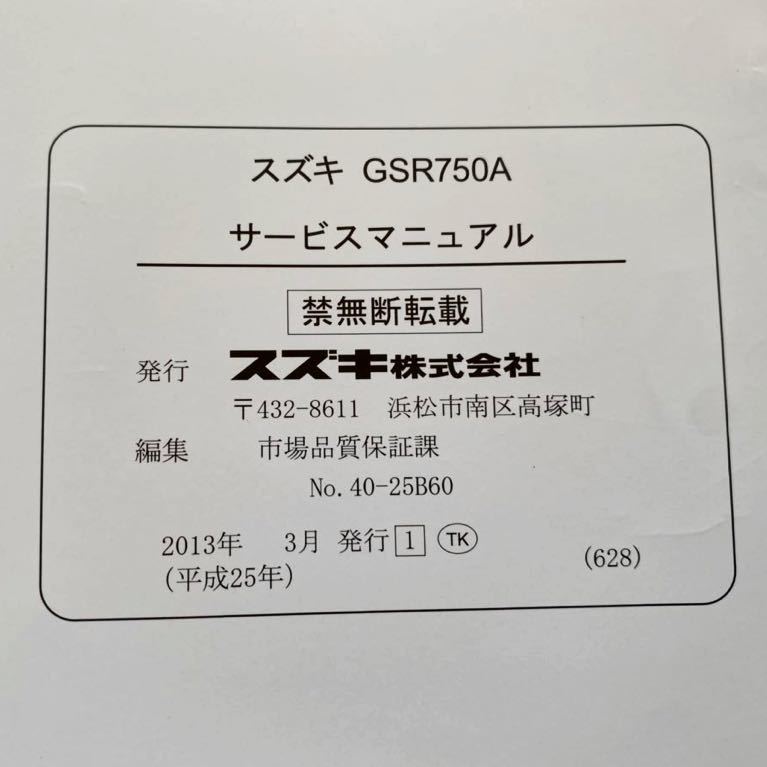 スズキ GSR750A
サービスマニュアル
禁無断転載
発行 スズキ株式会社
〒432-8611 浜松市南区高塚町
編集 市場品質保証課
No. 40-25B60
2013年 3月 発行 1 TK
(平成25年)
(628)